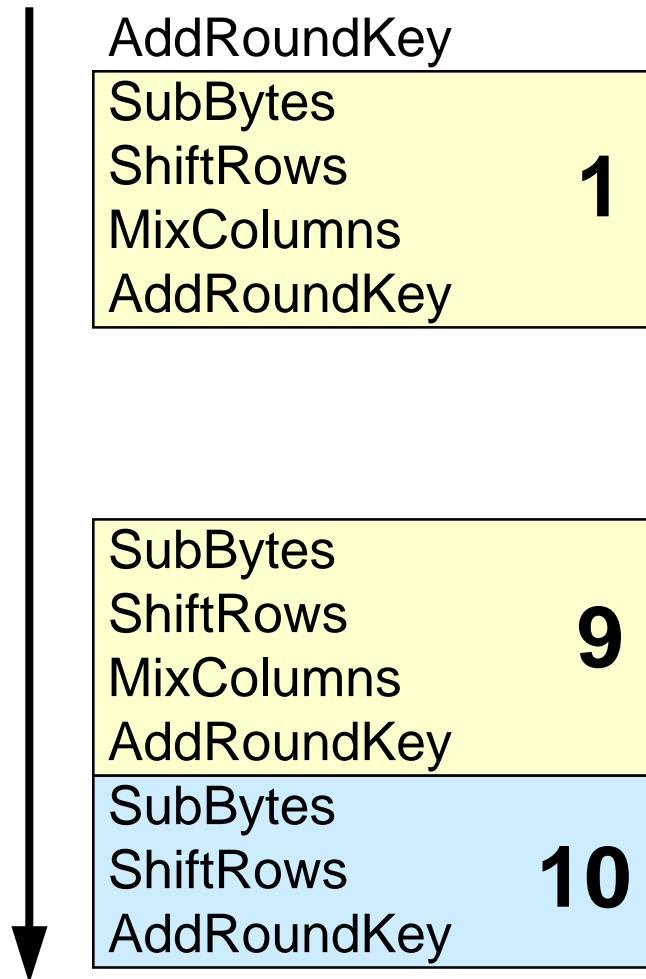 AddRoundKey
SubBytes
ShiftRows
1
MixColumns
AddRoundKey
SubBytes
ShiftRows
9
MixColumns
AddRoundKey
SubBytes
ShiftRows
10
AddRoundKey